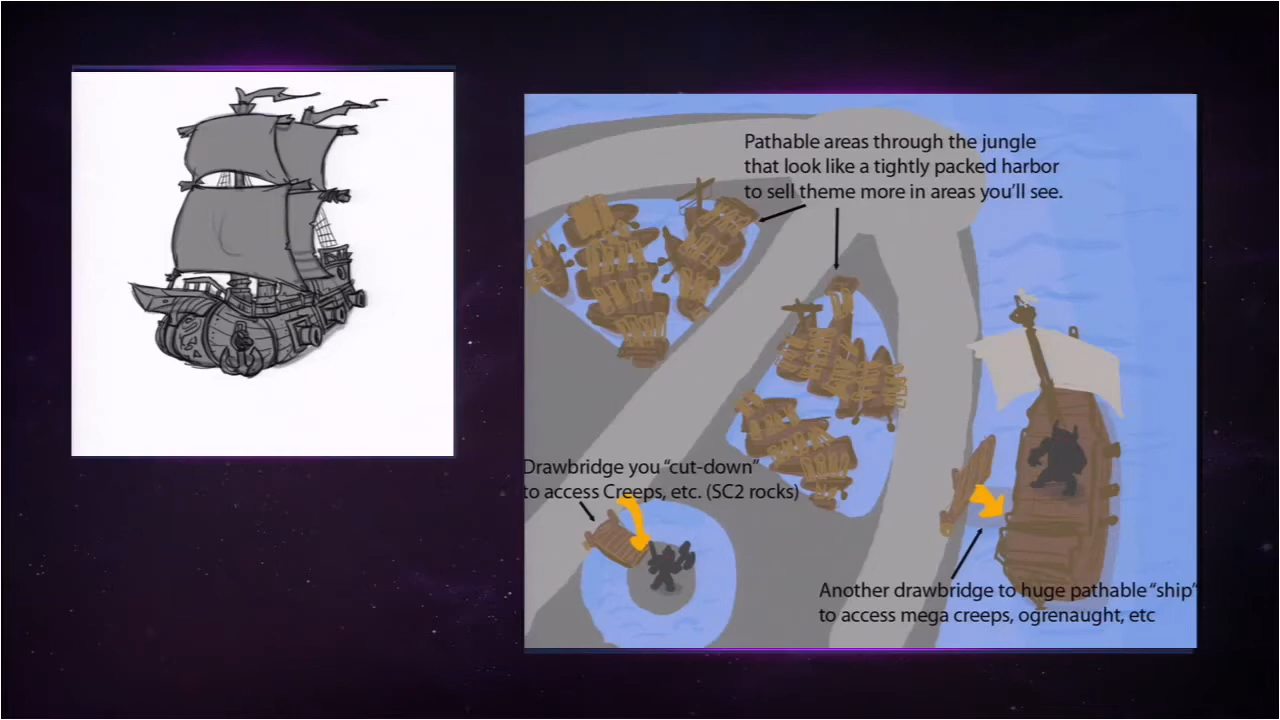 Pathable areas through the jungle
that look like a tightly packed harbor
to sell theme more in areas you'll see.
Drawbridge you "cut-down"
to access Creeps, etc. (SC2 rocks)
Another drawbridge to huge pathable "ship"
to access mega creeps, ogrenaught, etc